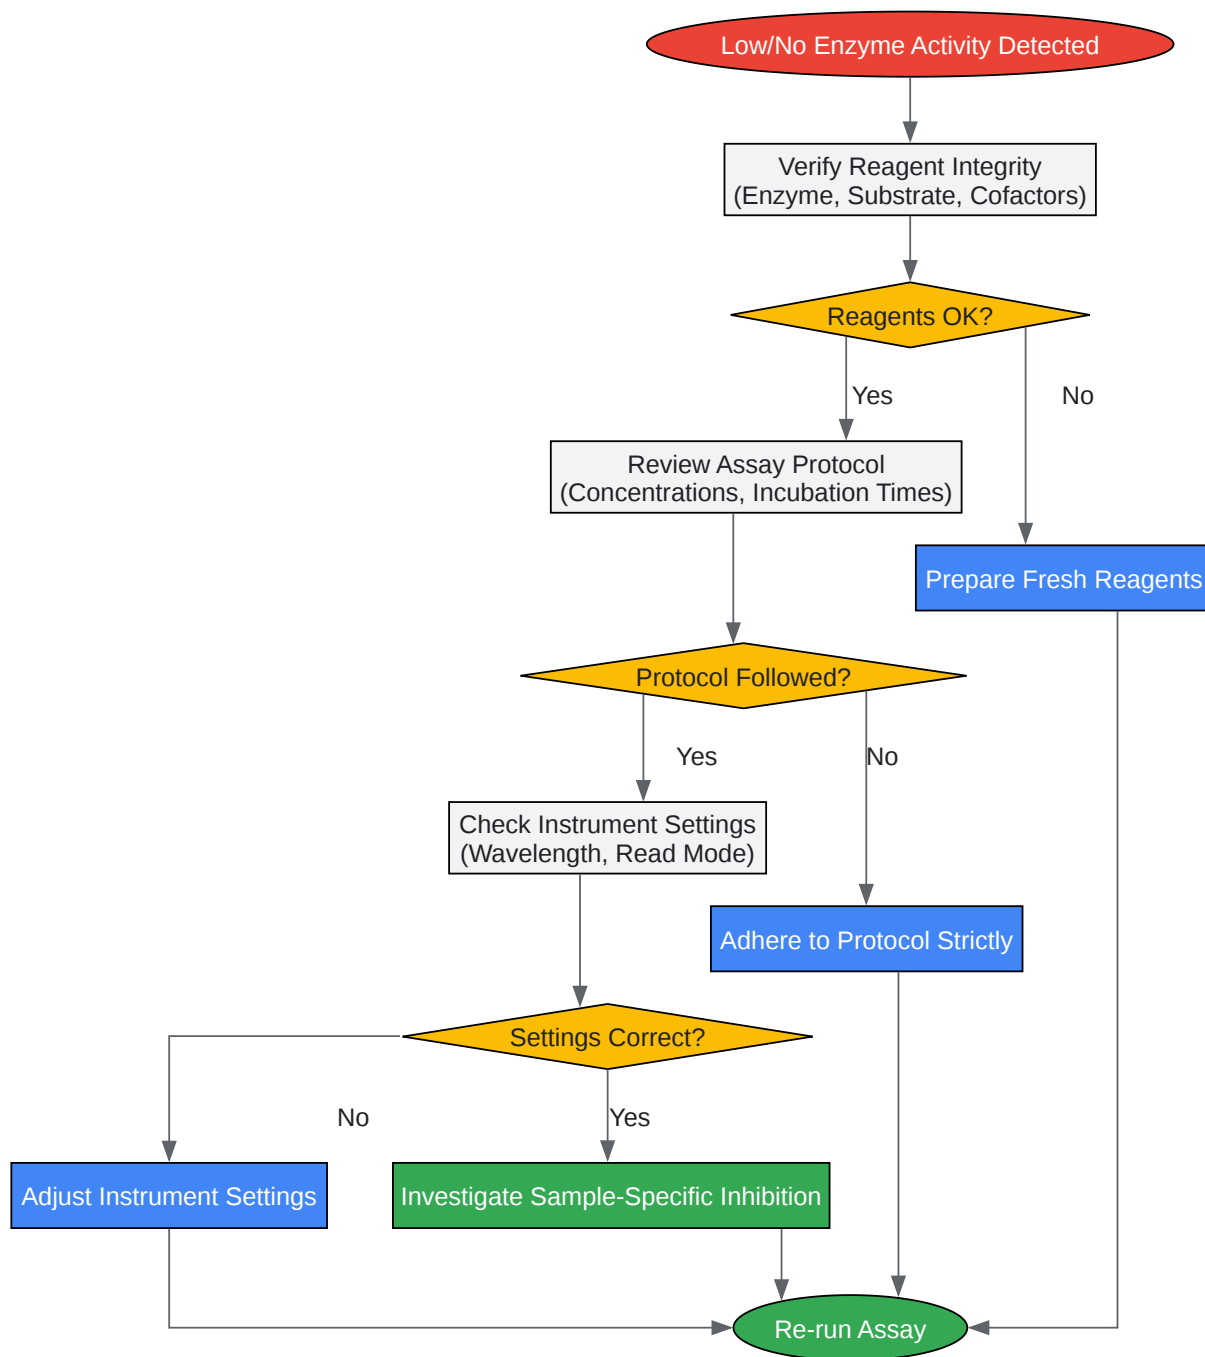 Low/No Enzyme Activity Detected
Verify Reagent Integrity
(Enzyme, Substrate, Cofactors)
Reagents OK?
Yes
No
Review Assay Protocol
(Concentrations, Incubation Times)
Prepare Fresh Reagents
Protocol Followed?
Yes
No
Check Instrument Settings
(Wavelength, Read Mode)
Adhere to Protocol Strictly
Settings Correct?
No
Yes
Adjust Instrument Settings
Investigate Sample-Specific Inhibition
Re-run Assay